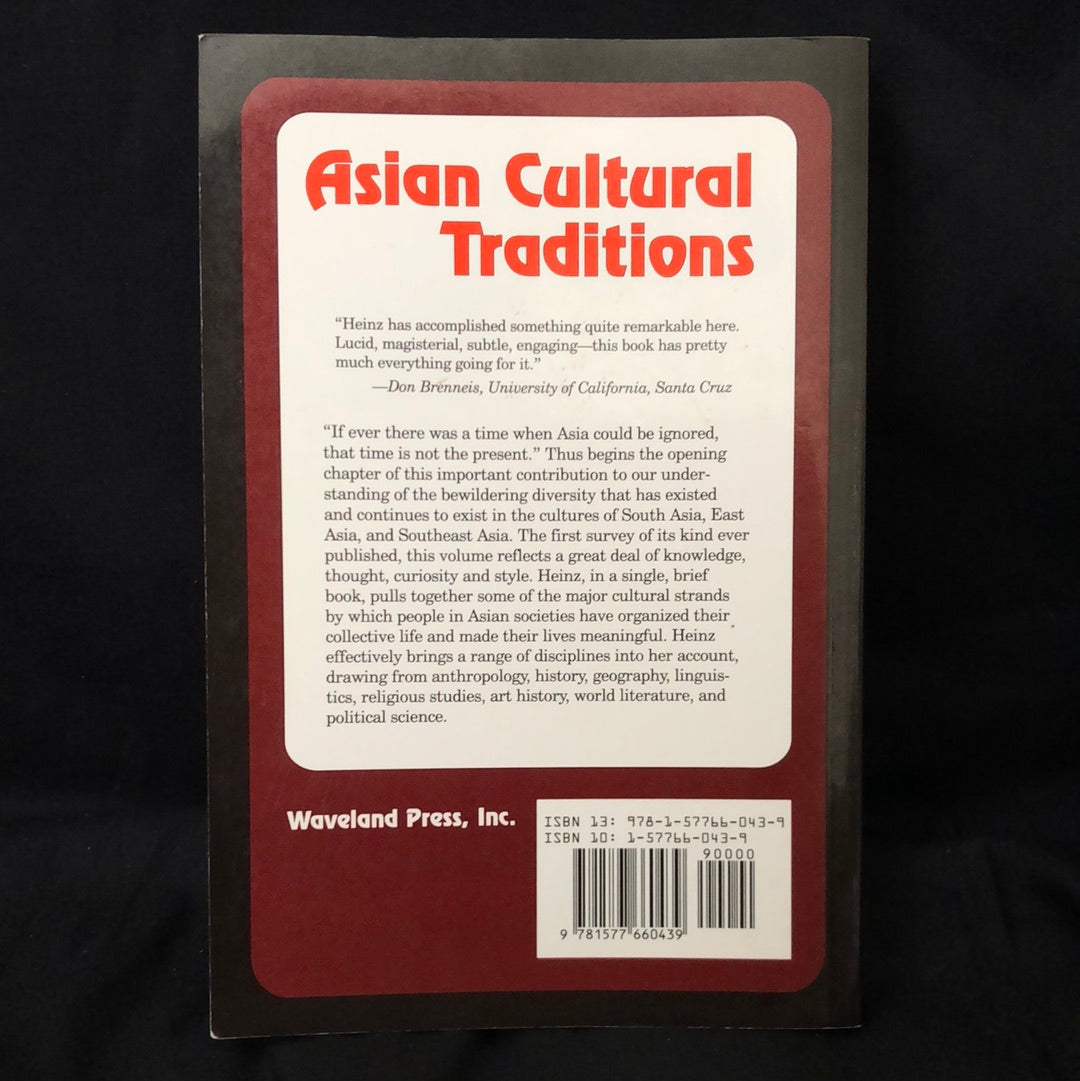 Asian Cultural
Traditions
“Heinz has accomplished something quite remarkable here.
Lucid, magisterial, subtle, engaging—this book has pretty
much everything going for it.”
—Don Brenneis, University of California, Santa Cruz
“If ever there was a time when Asia could be ignored,
that time is not the present.” Thus begins the opening
chapter of this important contribution to our under-
standing of the bewildering diversity that has existed
and continues to exist in the cultures of South Asia, East
Asia, and Southeast Asia. The first survey of its kind ever
published, this volume reflects a great deal of knowledge,
thought, curiosity and style. Heinz, in a single, brief
book, pulls together some of the major cultural strands
by which people in Asian societies have organized their
collective life and made their lives meaningful. Heinz
effectively brings a range of disciplines into her account,
drawing from anthropology, history, geography, linguis-
tics, religious studies, art history, world literature, and
political science.
Waveland Press, Inc.
ISBN 13: 978-1-57766-043-9
ISBN 10: 1-57766-043-9
90000
9 781577 660439